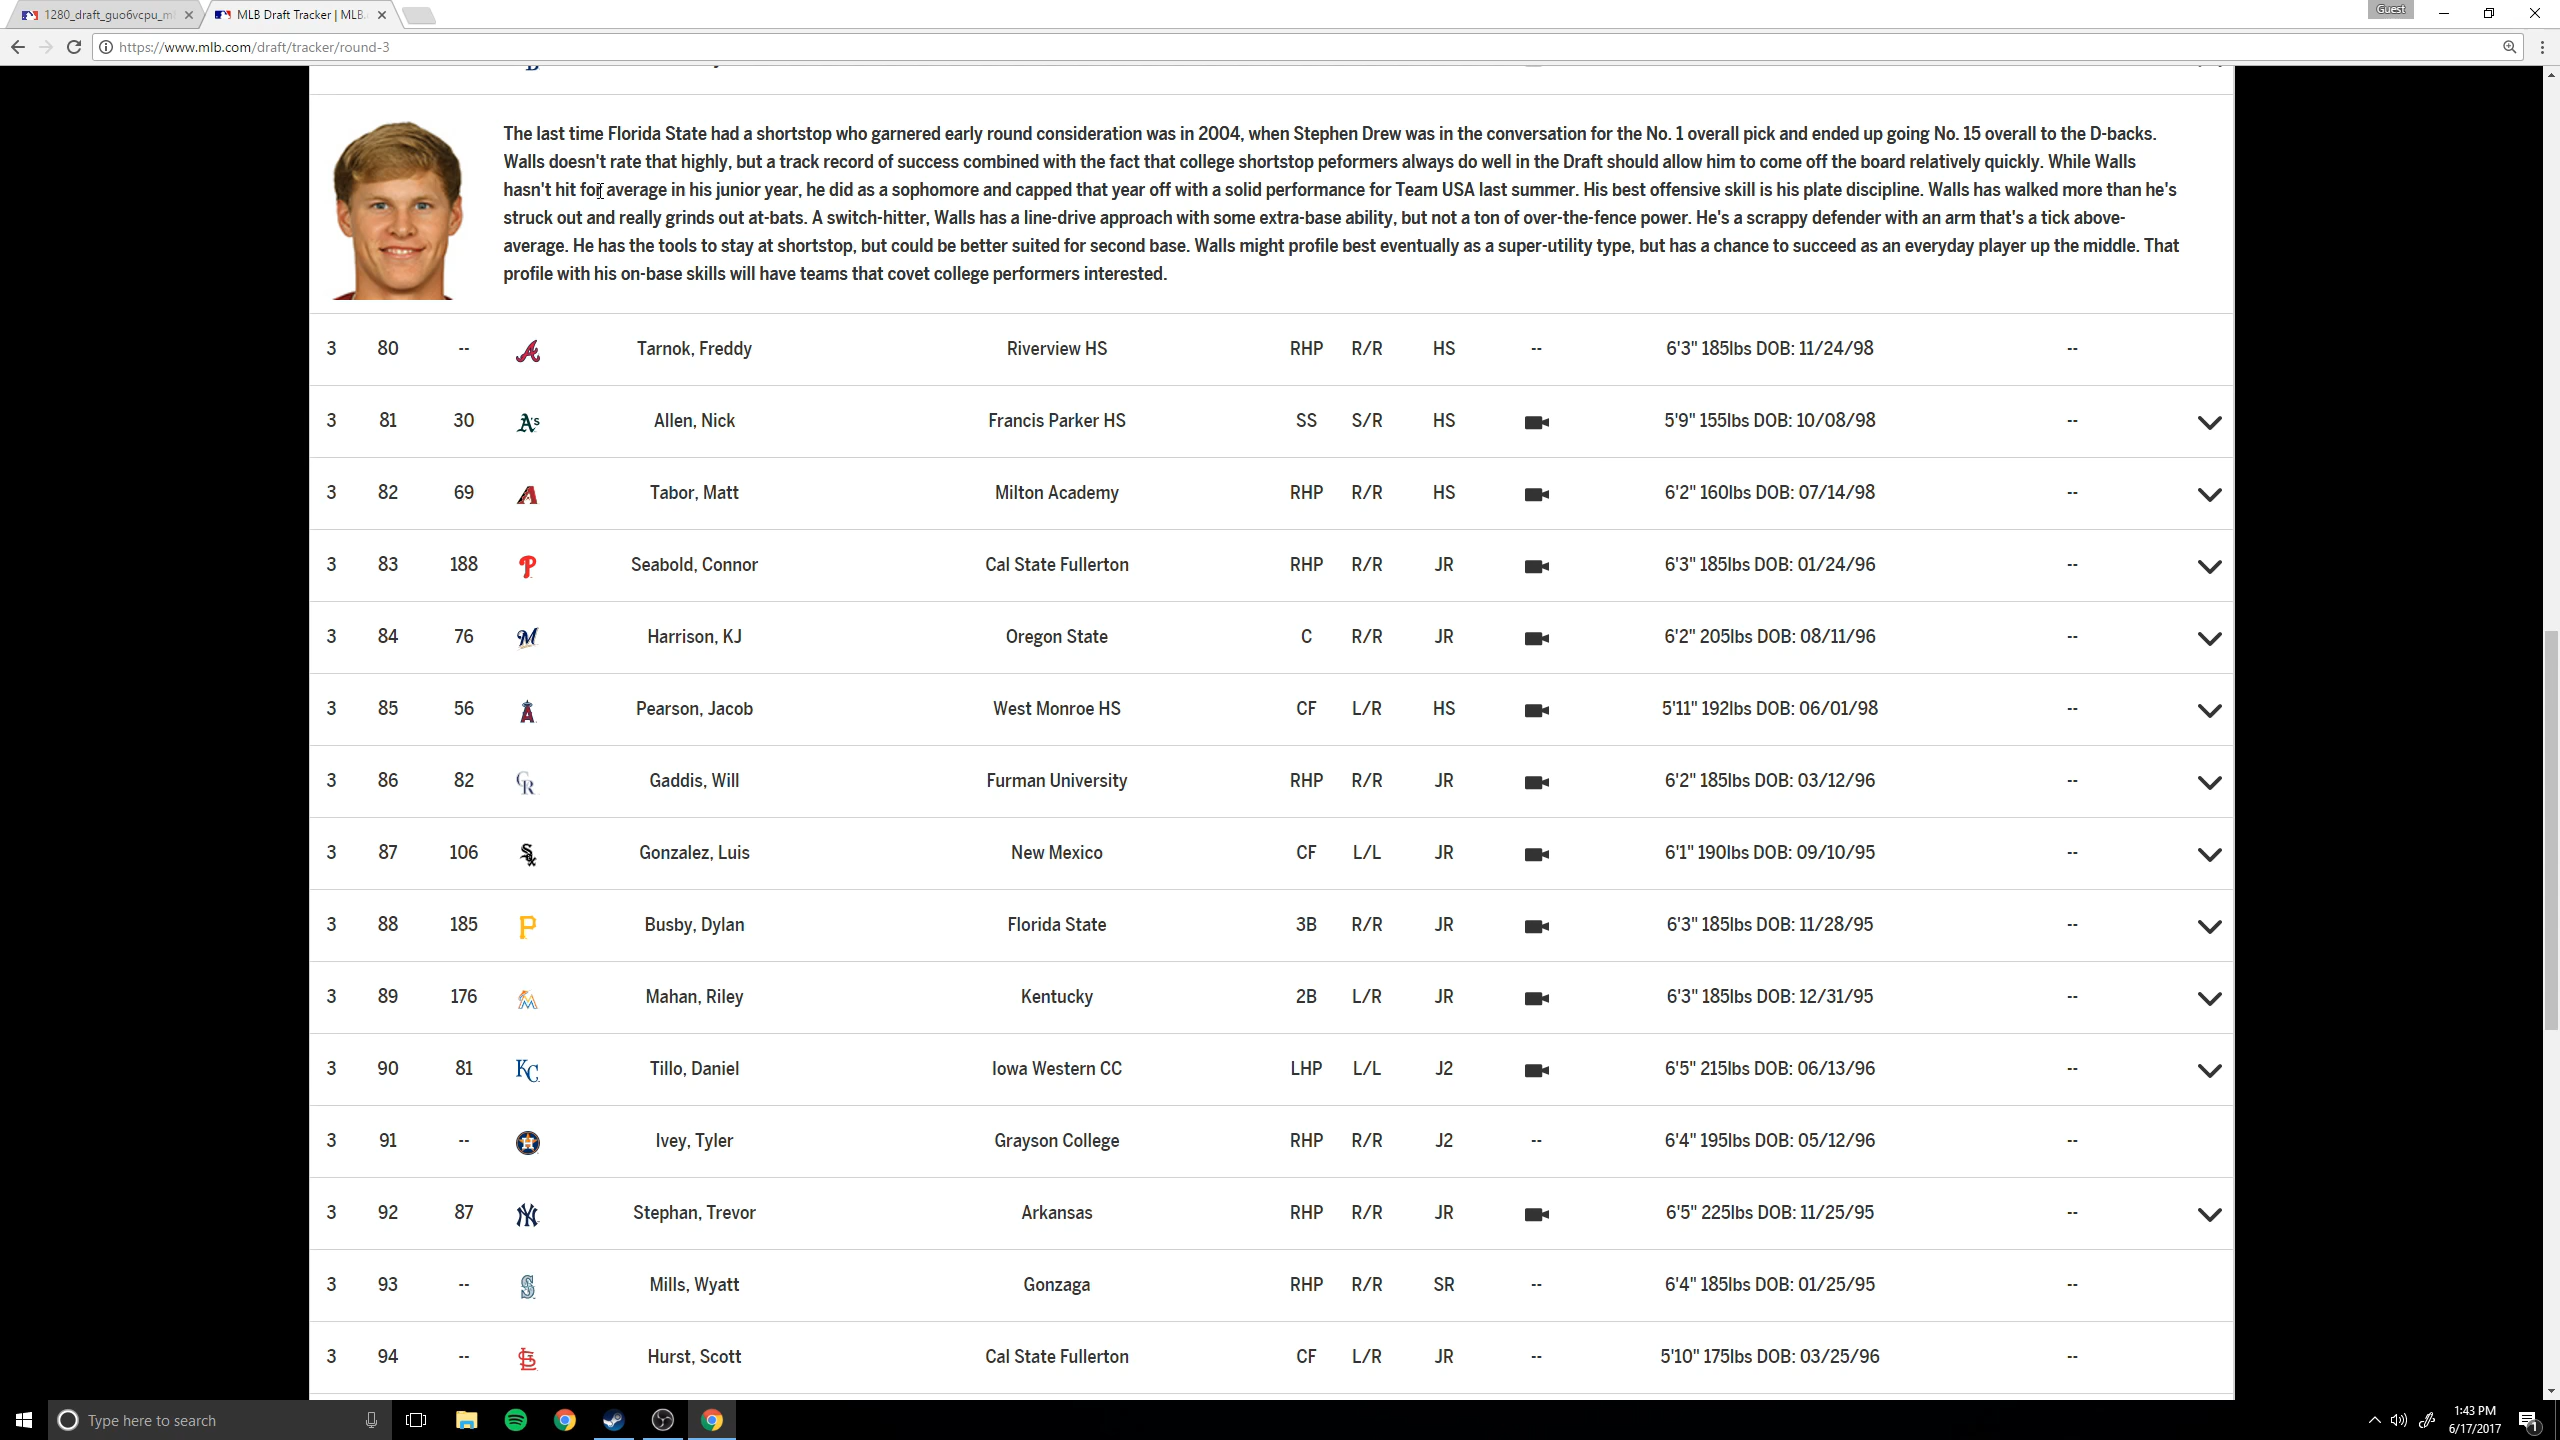 1280_draft_guo6vcpu_m
MLB Draft Tracker | MLB.
Guest
https://www.mlb.com/draft/tracker/round-3
The last time Florida State had a shortstop who garnered early round consideration was in 2004, when Stephen Drew was in the conversation for the No. 1 overall pick and ended up going No. 15 overall to the D-backs.
Walls doesn't rate that highly, but a track record of success combined with the fact that college shortstop peformers always do well in the Draft should allow him to come off the board relatively quickly. While Walls
hasn't hit for average in his junior year, he did as a sophomore and capped that year off with a solid performance for Team USA last summer. His best offensive skill is his plate discipline. Walls has walked more than he's
struck out and really grinds out at-bats. A switch-hitter, Walls has a line-drive approach with some extra-base ability, but not a ton of over-the-fence power. He's a scrappy defender with an arm that's a tick above-
average. He has the tools to stay at shortstop, but could be better suited for second base. Walls might profile best eventually as a super-utility type, but has a chance to succeed as an everyday player up the middle. That
profile with his on-base skills will have teams that covet college performers interested.
3 80 -- A Tarnok, Freddy Riverview HS RHP R/R HS -- 6'3" 185lbs DOB: 11/24/98 --
3 81 30 A's Allen, Nick Francis Parker HS SS S/R HS 5'9" 155lbs DOB: 10/08/98 --
3 82 69 A Tabor, Matt Milton Academy RHP R/R HS 6'2" 160lbs DOB: 07/14/98 --
3 83 188 P Seabold, Connor Cal State Fullerton RHP R/R JR 6'3" 185lbs DOB: 01/24/96 --
3 84 76 M Harrison, KJ Oregon State C R/R JR 6'2" 205lbs DOB: 08/11/96 --
3 85 56 A Pearson, Jacob West Monroe HS CF L/R HS 5'11" 192lbs DOB: 06/01/98 --
3 86 82 CR Gaddis, Will Furman University RHP R/R JR 6'2" 185lbs DOB: 03/12/96 --
3 87 106 Sox Gonzalez, Luis New Mexico CF L/L JR 6'1" 190lbs DOB: 09/10/95 --
3 88 185 P Busby, Dylan Florida State 3B R/R JR 6'3" 185lbs DOB: 11/28/95 --
3 89 176 M Mahan, Riley Kentucky 2B L/R JR 6'3" 185lbs DOB: 12/31/95 --
3 90 81 KC Tillo, Daniel Iowa Western CC LHP L/L J2 6'5" 215lbs DOB: 06/13/96 --
3 91 -- H Ivey, Tyler Grayson College RHP R/R J2 -- 6'4" 195lbs DOB: 05/12/96 --
3 92 87 NY Stephan, Trevor Arkansas RHP R/R JR 6'5" 225lbs DOB: 11/25/95 --
3 93 -- S Mills, Wyatt Gonzaga RHP R/R SR -- 6'4" 185lbs DOB: 01/25/95 --
3 94 -- STL Hurst, Scott Cal State Fullerton CF L/R JR -- 5'10" 175lbs DOB: 03/25/96 --
Type here to search
1:43 PM
6/17/2017
1